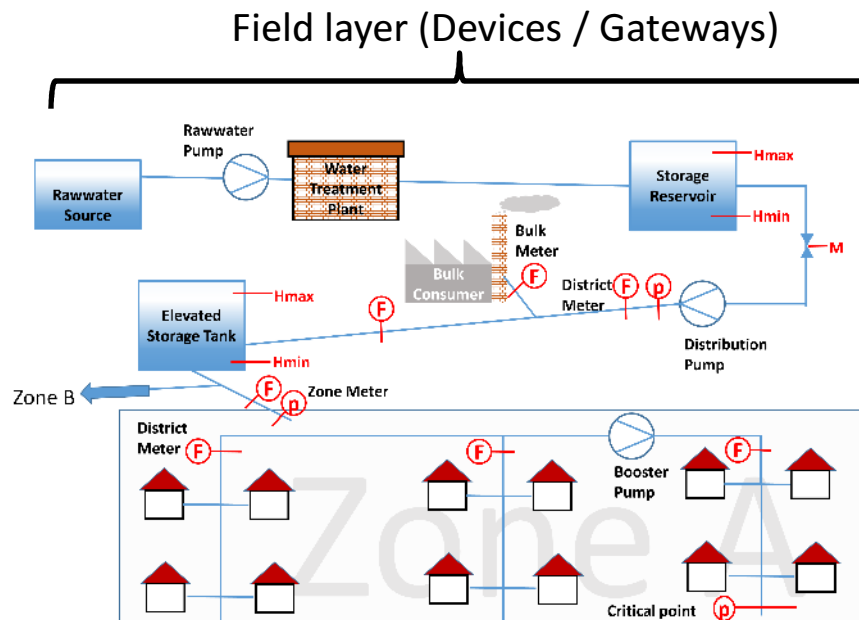 Field layer (Devices / Gateways)
Rawwater
Pump
Rawwater
Source
Water
Treatment
Plant
Storage
Reservoir
Hmax
Hmin
M
Bulk
Meter
F
Bulk
Consumer
District
Meter
F
p
Distribution
Pump
F
Elevated
Storage Tank
Hmax
Hmin
Zone B
F
p
Zone Meter
District
Meter
F
F
Booster
Pump
F
Zone A
Critical point
p